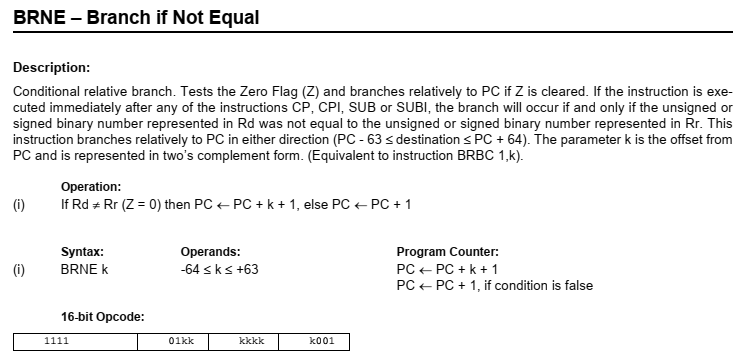 BRNE – Branch if Not Equal
Description:
Conditional relative branch. Tests the Zero Flag (Z) and branches relatively to PC if Z is cleared. If the instruction is exe-
cuted immediately after any of the instructions CP, CPI, SUB or SUBI, the branch will occur if and only if the unsigned or
signed binary number represented in Rd was not equal to the unsigned or signed binary number represented in Rr. This
instruction branches relatively to PC in either direction (PC - 63 ≤ destination ≤ PC + 64). The parameter k is the offset from
PC and is represented in two's complement form. (Equivalent to instruction BRBC 1,k).
Operation:
(i) If Rd ≠ Rr (Z = 0) then PC ← PC + k + 1, else PC ← PC + 1
Syntax: Operands: Program Counter:
(i) BRNE k -64 ≤ k ≤ +63 PC ← PC + k + 1
PC ← PC + 1, if condition is false
16-bit Opcode:
1111 01kk kkkk k001